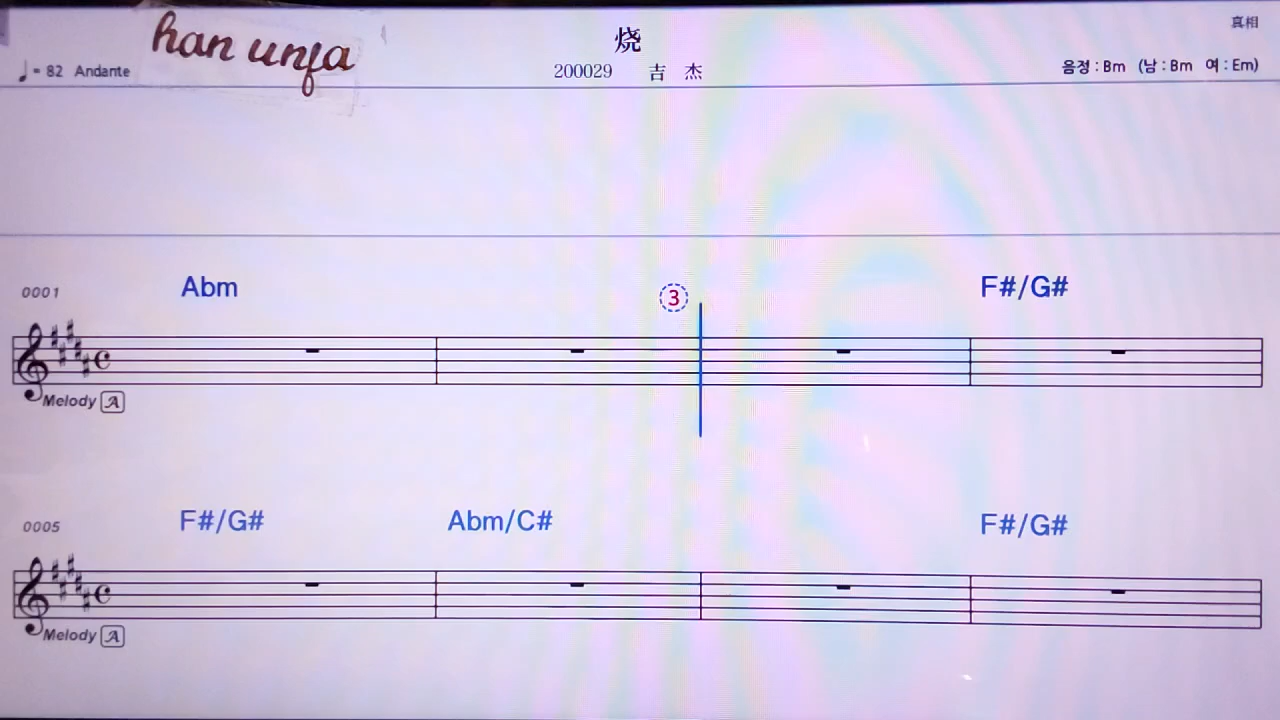 han unfa
烧
真相
♩= 82 Andante
200029 吉 杰
음정 : Bm (남 : Bm 여 : Em)
0001 Abm ③ F#/G#
Melody A
0005 F#/G# Abm/C# F#/G#
Melody A